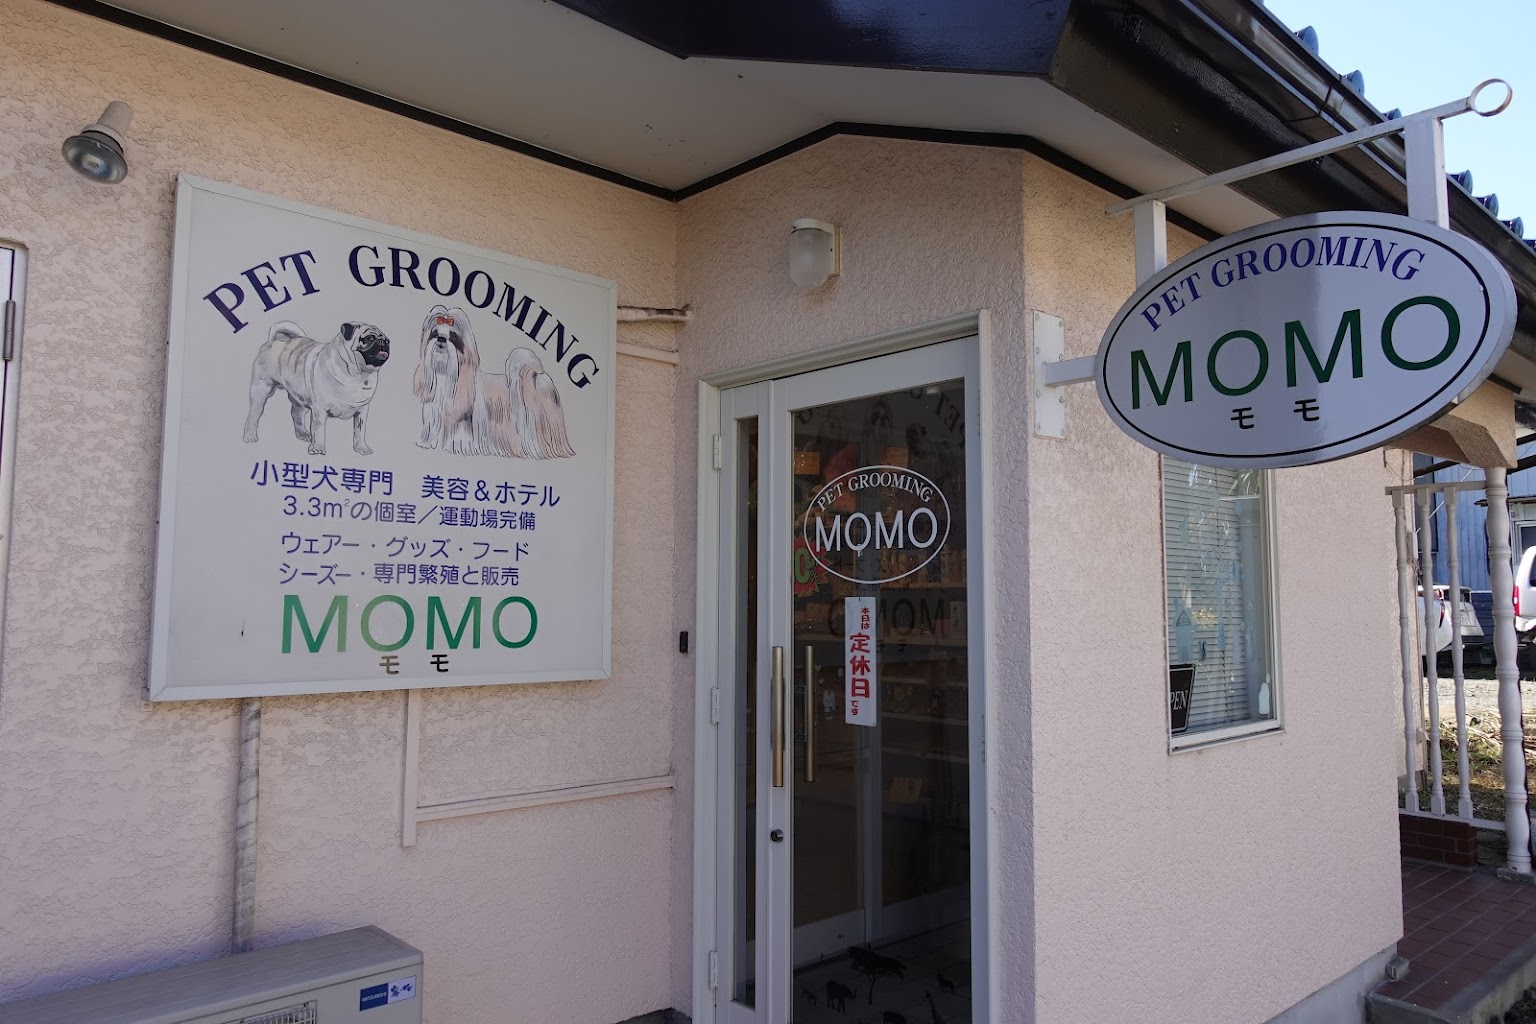 PET GROOMING
小型犬専門 美容＆ホテル
3.3m²の個室／運動場完備
ウェアー・グッズ・フード
シーズー・専門繁殖と販売
MOMO
モモ
PET GROOMING
MOMO
本日は定休日です
PET GROOMING
MOMO
モモ
PEN
MITSUBISHI